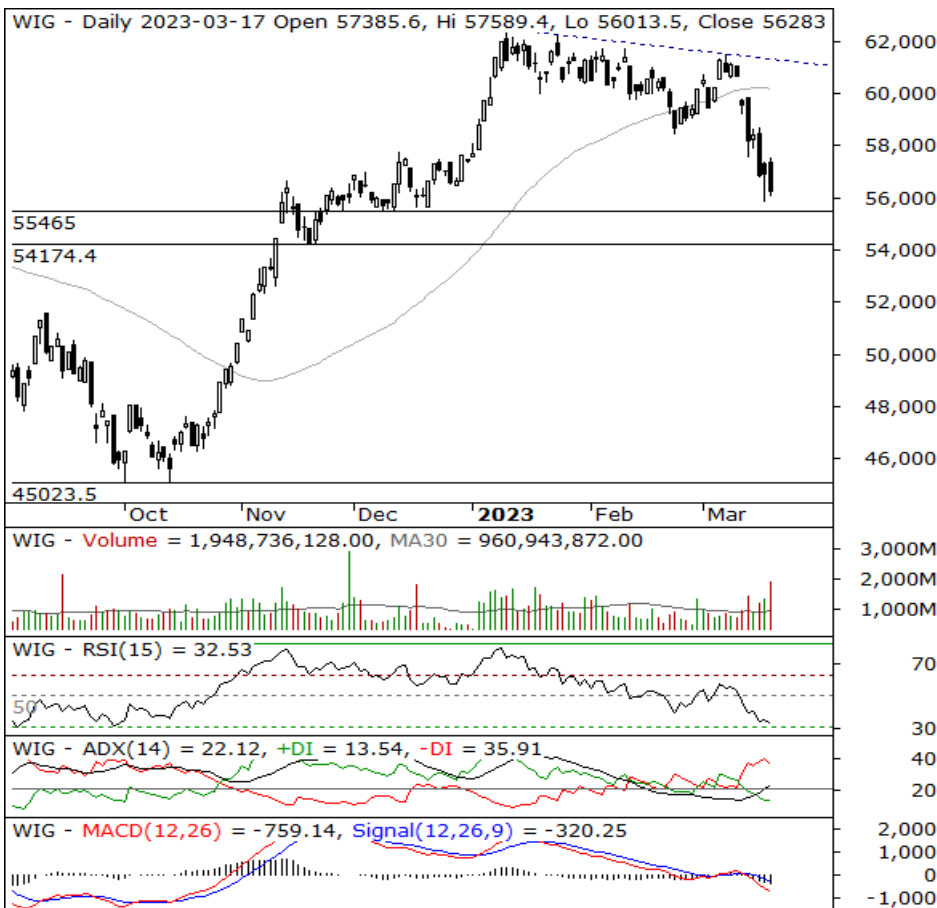 WIG - Daily 2023-03-17 Open 57385.6, Hi 57589.4, Lo 56013.5, Close 56283
62,000
60,000
58,000
56,000
55465
54,000
54174.4
52,000
50,000
48,000
46,000
45023.5
Oct Nov Dec 2023 Feb Mar
WIG - Volume = 1,948,736,128.00, MA30 = 960,943,872.00
3,000M
2,000M
1,000M
WIG - RSI(15) = 32.53
70
50
30
WIG - ADX(14) = 22.12, +DI = 13.54, -DI = 35.91
40
20
WIG - MACD(12,26) = -759.14, Signal(12,26,9) = -320.25
2,000
1,000
0
-1,000